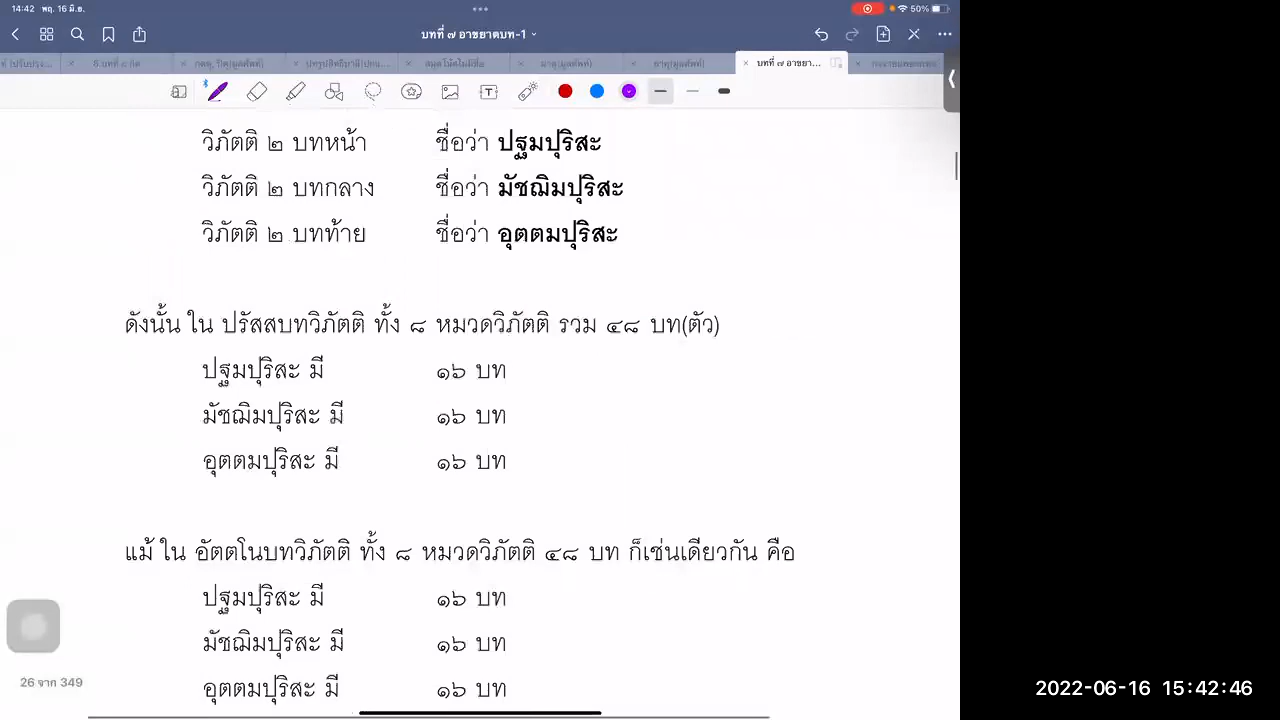 14:42 พฤ. 16 มิ.ย.
50%
บทที่ ๗ อาขยาตบท-1
บทที่ ๗ อาขยา...
วิภัตติ ๒ บทหน้า ชื่อว่า ปฐมปุริสะ
วิภัตติ ๒ บทกลาง ชื่อว่า มัชฌิมปุริสะ
วิภัตติ ๒ บทท้าย ชื่อว่า อุตตมปุริสะ
ดังนั้น ใน ปรัสสบทวิภัตติ ทั้ง ๘ หมวดวิภัตติ รวม ๔๘ บท(ตัว)
ปฐมปุริสะ มี ๑๖ บท
มัชฌิมปุริสะ มี ๑๖ บท
อุตตมปุริสะ มี ๑๖ บท
แม้ ใน อัตตโนบทวิภัตติ ทั้ง ๘ หมวดวิภัตติ ๔๘ บท ก็เช่นเดียวกัน คือ
ปฐมปุริสะ มี ๑๖ บท
มัชฌิมปุริสะ มี ๑๖ บท
อุตตมปุริสะ มี ๑๖ บท
26 จาก 349
2022-06-16 15:42:46